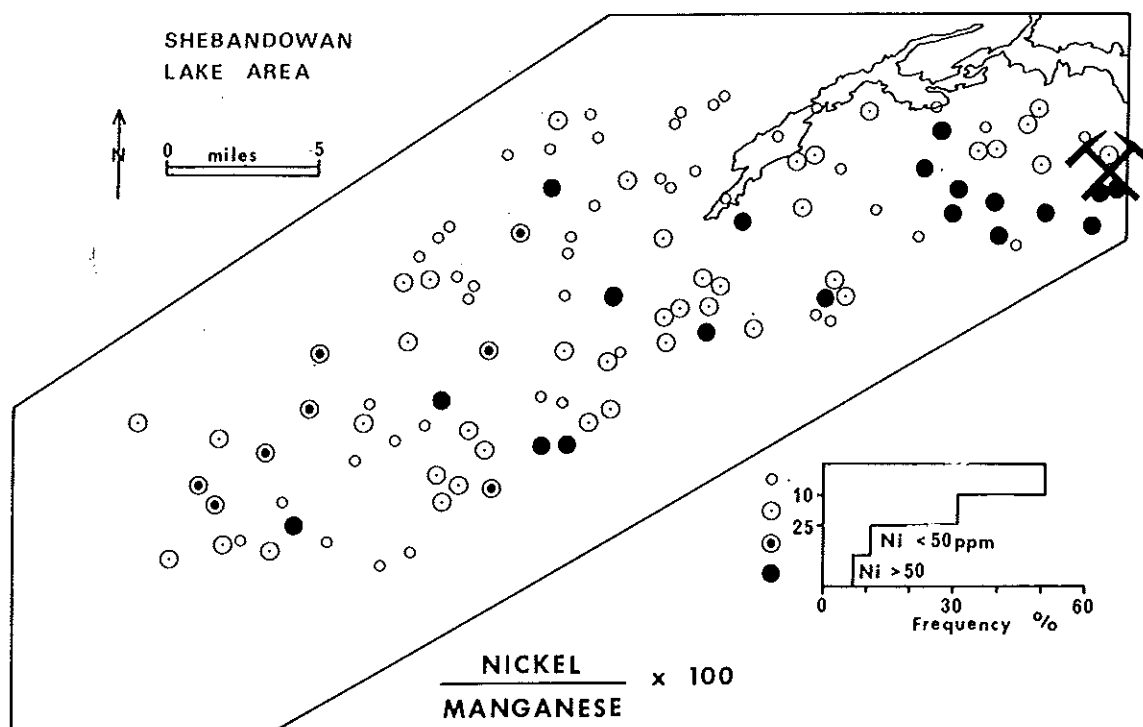 SHEBANDOWAN
LAKE AREA
N
0 miles 5
10
25
Ni <50ppm
Ni >50
0 30 60
Frequency %
NICKEL
MANGANESE
x 100